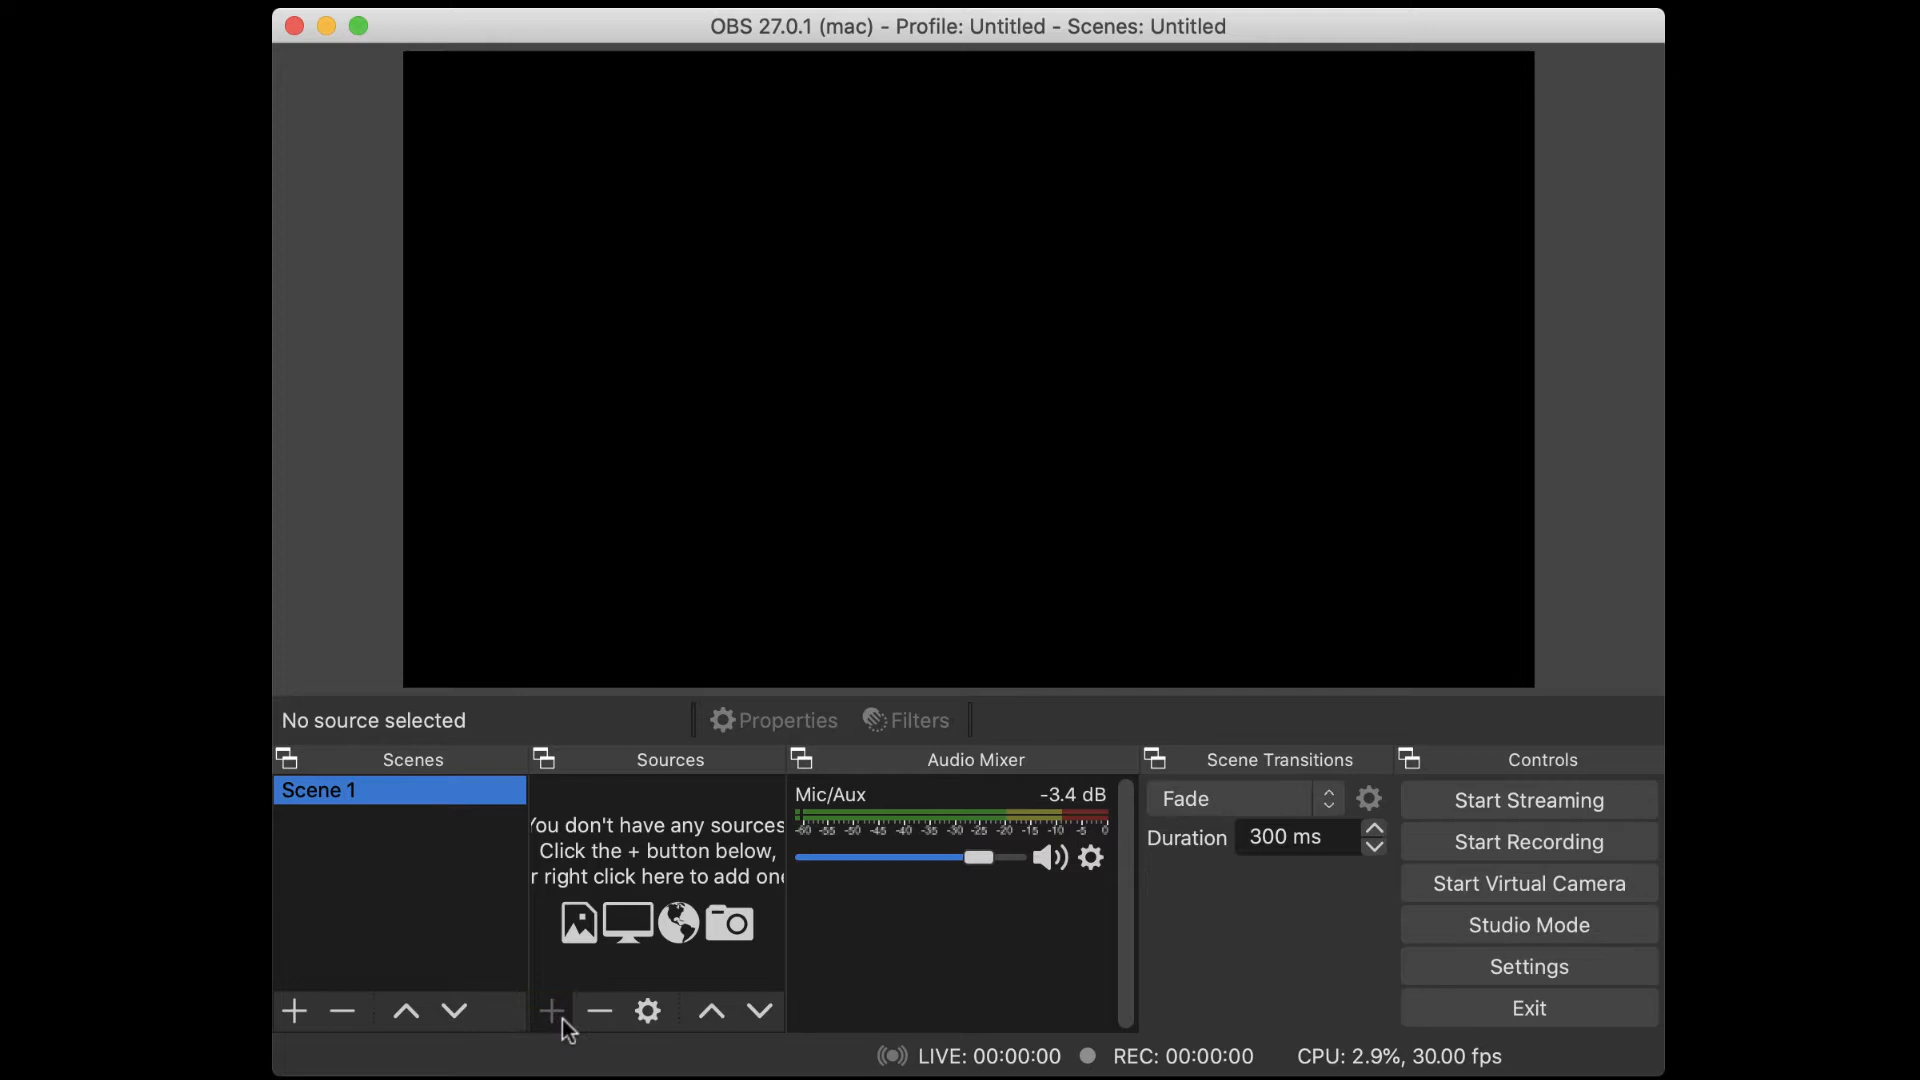 OBS 27.0.1 (mac) - Profile: Untitled - Scenes: Untitled
No source selected
Properties
Filters
Scenes
Sources
Audio Mixer
Scene Transitions
Controls
Scene 1
You don't have any sources
Click the + button below,
r right click here to add one
Mic/Aux
-3.4 dB
-60 -55 -50 -45 -40 -35 -30 -25 -20 -15 -10 -5 0
Fade
Duration
300 ms
Start Streaming
Start Recording
Start Virtual Camera
Studio Mode
Settings
Exit
LIVE: 00:00:00
REC: 00:00:00
CPU: 2.9%, 30.00 fps